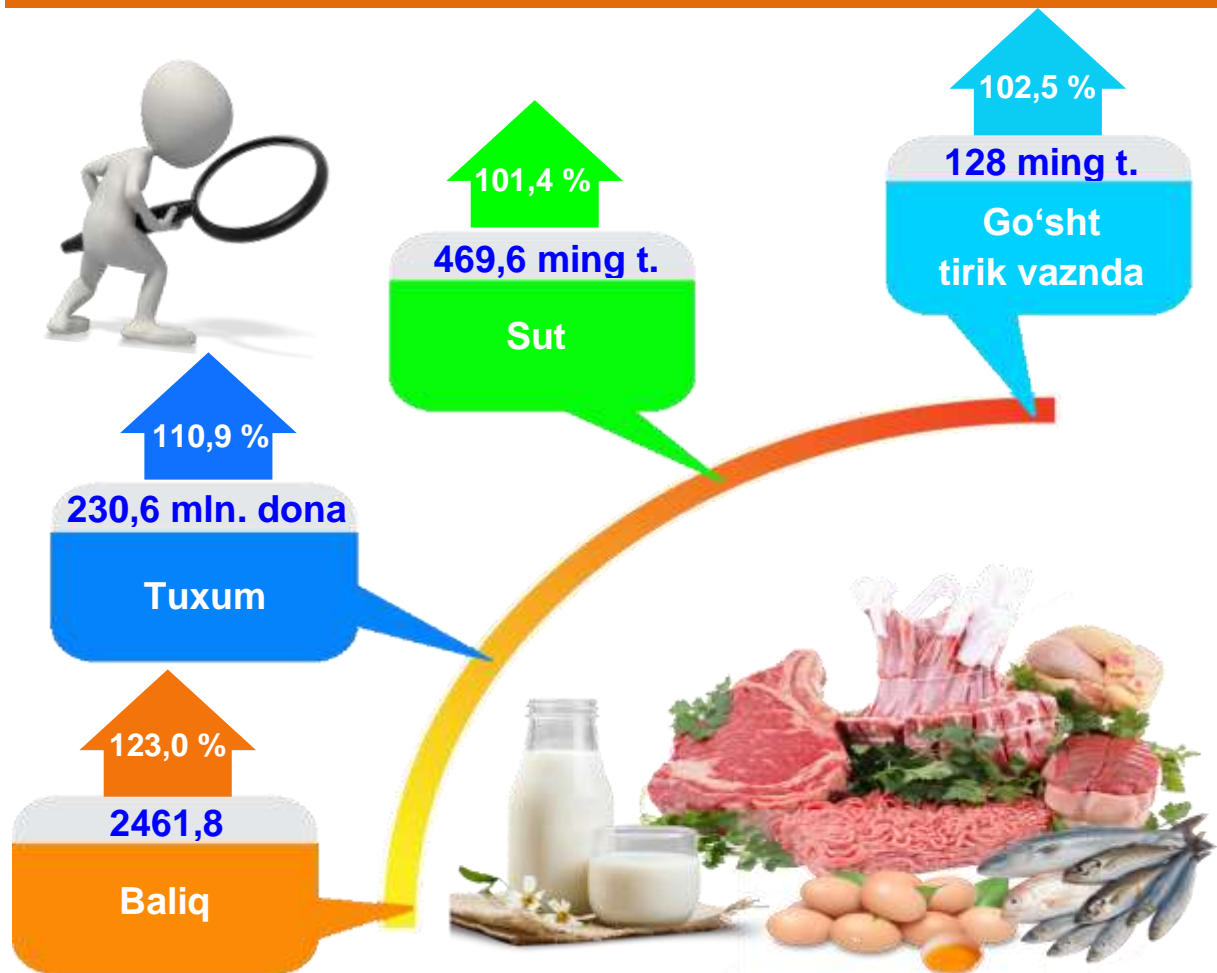 102,5 %
128 ming t.
Go‘sht
tirik vaznda
101,4 %
469,6 ming t.
Sut
110,9 %
230,6 mln. dona
Tuxum
123,0 %
2461,8
Baliq